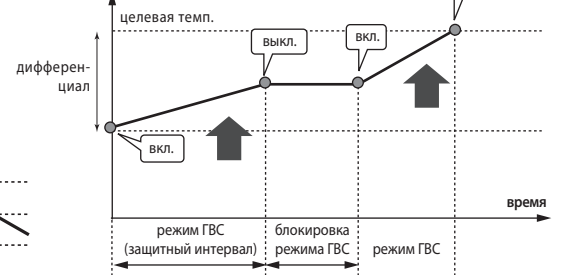 целевая темп.
выкл.
вкл.
дифферен-
циал
вкл.
время
режим ГВС
(защитный интервал)
блокировка
режима ГВС
режим ГВС